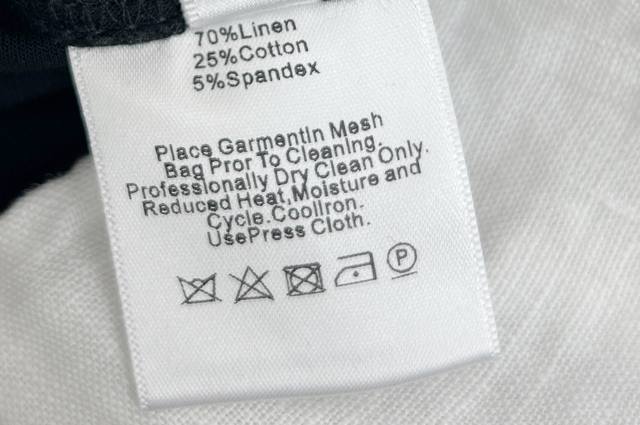 70%Linen
25%Cotton
5%Spandex
Place GarmentIn Mesh
Bag Pror To Cleaning.
Professionally Dry Clean Only.
Reduced Heat,Moisture and
Cycle.CoolIron.
UsePress Cloth.
P